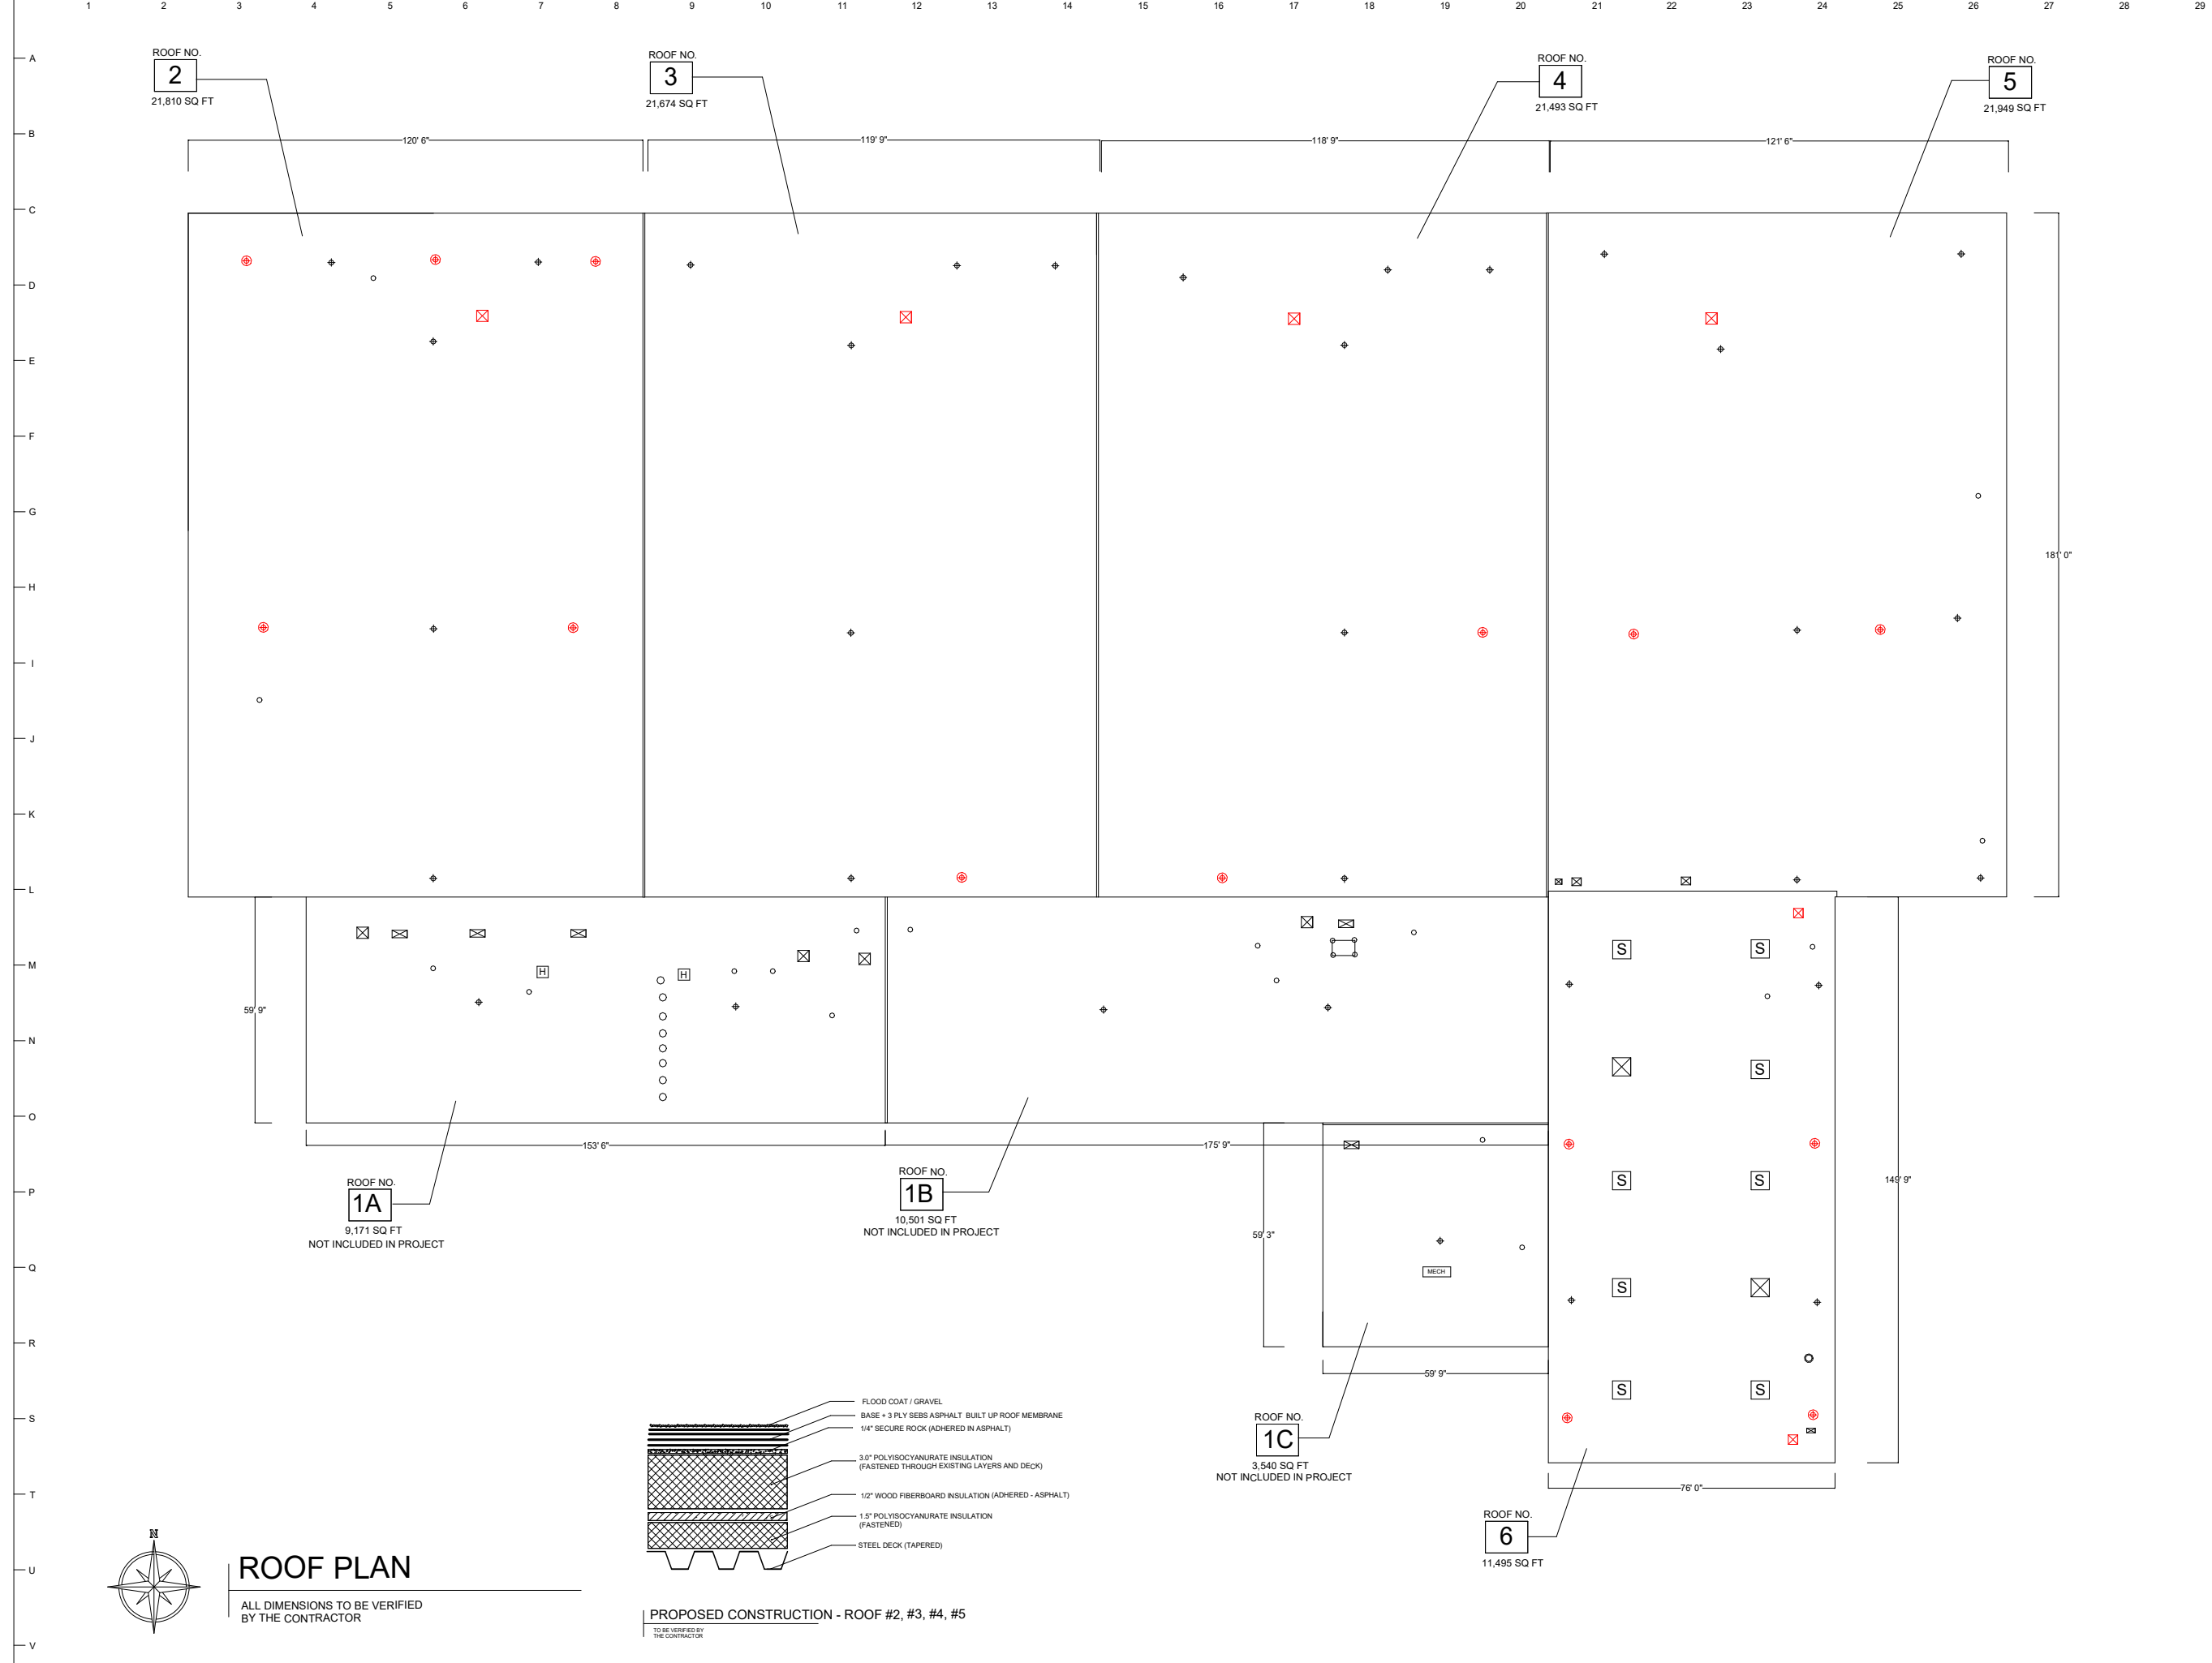 1 2 3 4 5 6 7 8 9 10 11 12 13 14 15 16 17 18 19 20 21 22 23 24 25 26 27 28 29
A
B
C
D
E
F
G
H
I
J
K
L
M
N
O
P
Q
R
S
T
U
V
ROOF NO.
2
21,810 SQ FT
ROOF NO.
3
21,674 SQ FT
ROOF NO.
4
21,493 SQ FT
ROOF NO.
5
21,949 SQ FT
120' 6"
119' 9"
118' 9"
121' 6"
181' 0"
H
H
S
S
S
S
S
S
S
S
59' 9"
153' 6"
175' 9"
59' 3"
149' 9"
ROOF NO.
1A
9,171 SQ FT
NOT INCLUDED IN PROJECT
ROOF NO.
1B
10,501 SQ FT
NOT INCLUDED IN PROJECT
MECH
59' 9"
ROOF NO.
1C
3,540 SQ FT
NOT INCLUDED IN PROJECT
76' 0"
ROOF NO.
6
11,495 SQ FT
FLOOD COAT / GRAVEL
BASE + 3 PLY SEBS ASPHALT BUILT UP ROOF MEMBRANE
1/4" SECURE ROCK (ADHERED IN ASPHALT)
3.0" POLYISOCYANURATE INSULATION
(FASTENED THROUGH EXISTING LAYERS AND DECK)
1/2" WOOD FIBERBOARD INSULATION (ADHERED - ASPHALT)
1.5" POLYISOCYANURATE INSULATION
(FASTENED)
STEEL DECK (TAPERED)
N
ROOF PLAN
ALL DIMENSIONS TO BE VERIFIED
BY THE CONTRACTOR
PROPOSED CONSTRUCTION - ROOF #2, #3, #4, #5
TO BE VERIFIED BY
THE CONTRACTOR